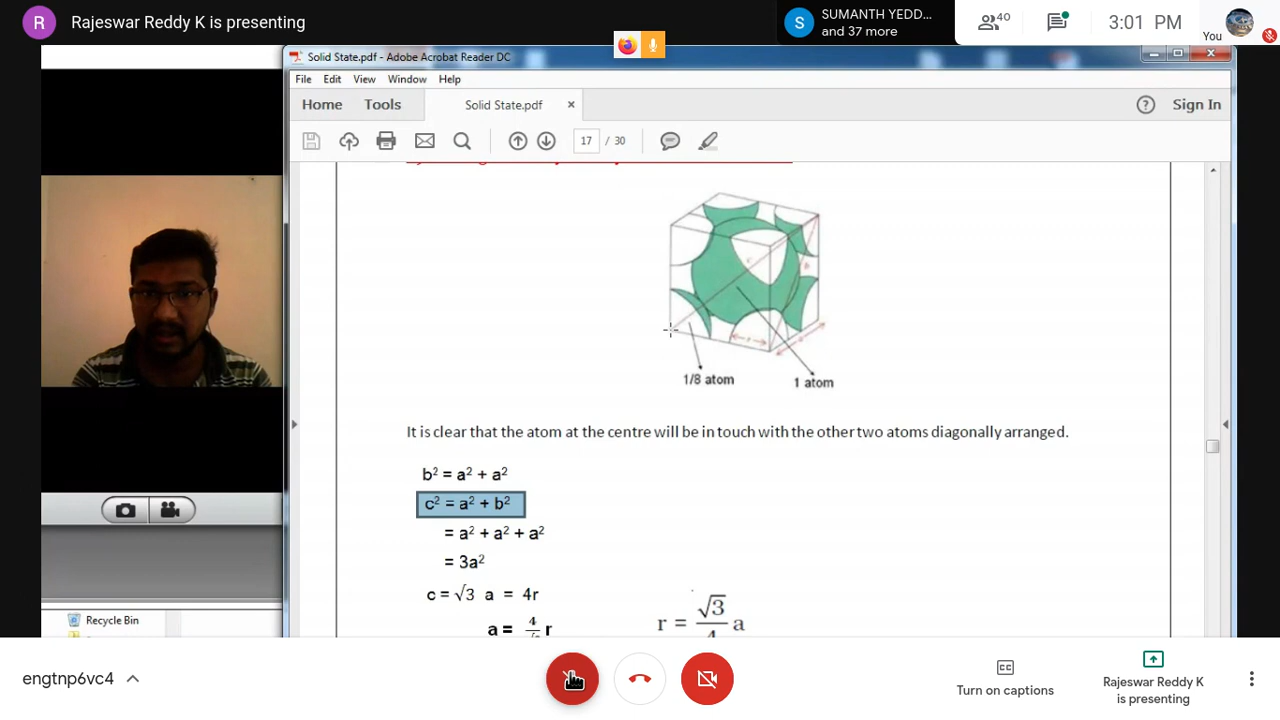 R Rajeswar Reddy K is presenting
S SUMANTH YEDD...
and 37 more
40
3:01 PM
You
Solid State.pdf - Adobe Acrobat Reader DC
File Edit View Window Help
Home Tools Solid State.pdf × ? Sign In
17 / 30
c
b
r
a
1/8 atom 1 atom
It is clear that the atom at the centre will be in touch with the other two atoms diagonally arranged.
b² = a² + a²
c² = a² + b²
= a² + a² + a²
= 3a²
c = √3 a = 4r
r = √3/4 a
a = 4/√ r
Recycle Bin
engtnp6vc4
CC
Turn on captions
Rajeswar Reddy K
is presenting